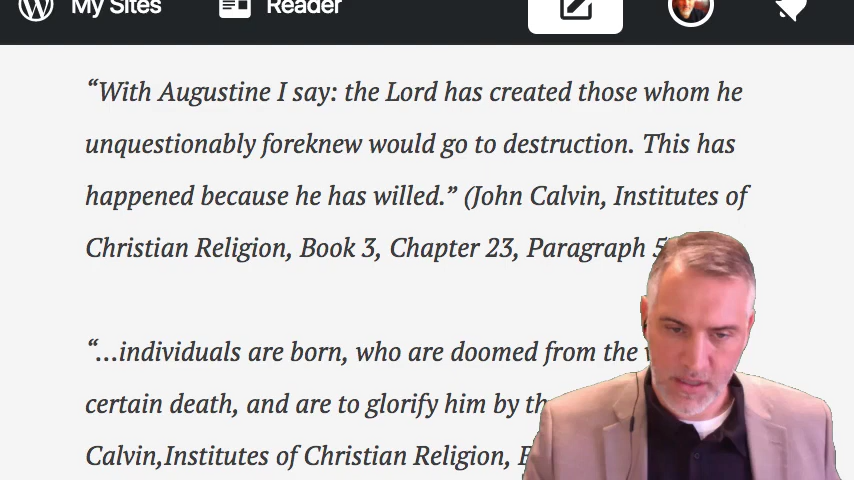 My Sites Reader
“With Augustine I say: the Lord has created those whom he
unquestionably foreknew would go to destruction. This has
happened because he has willed.” (John Calvin, Institutes of
Christian Religion, Book 3, Chapter 23, Paragraph 5
“…individuals are born, who are doomed from the
certain death, and are to glorify him by
Calvin,Institutes of Christian Religion,